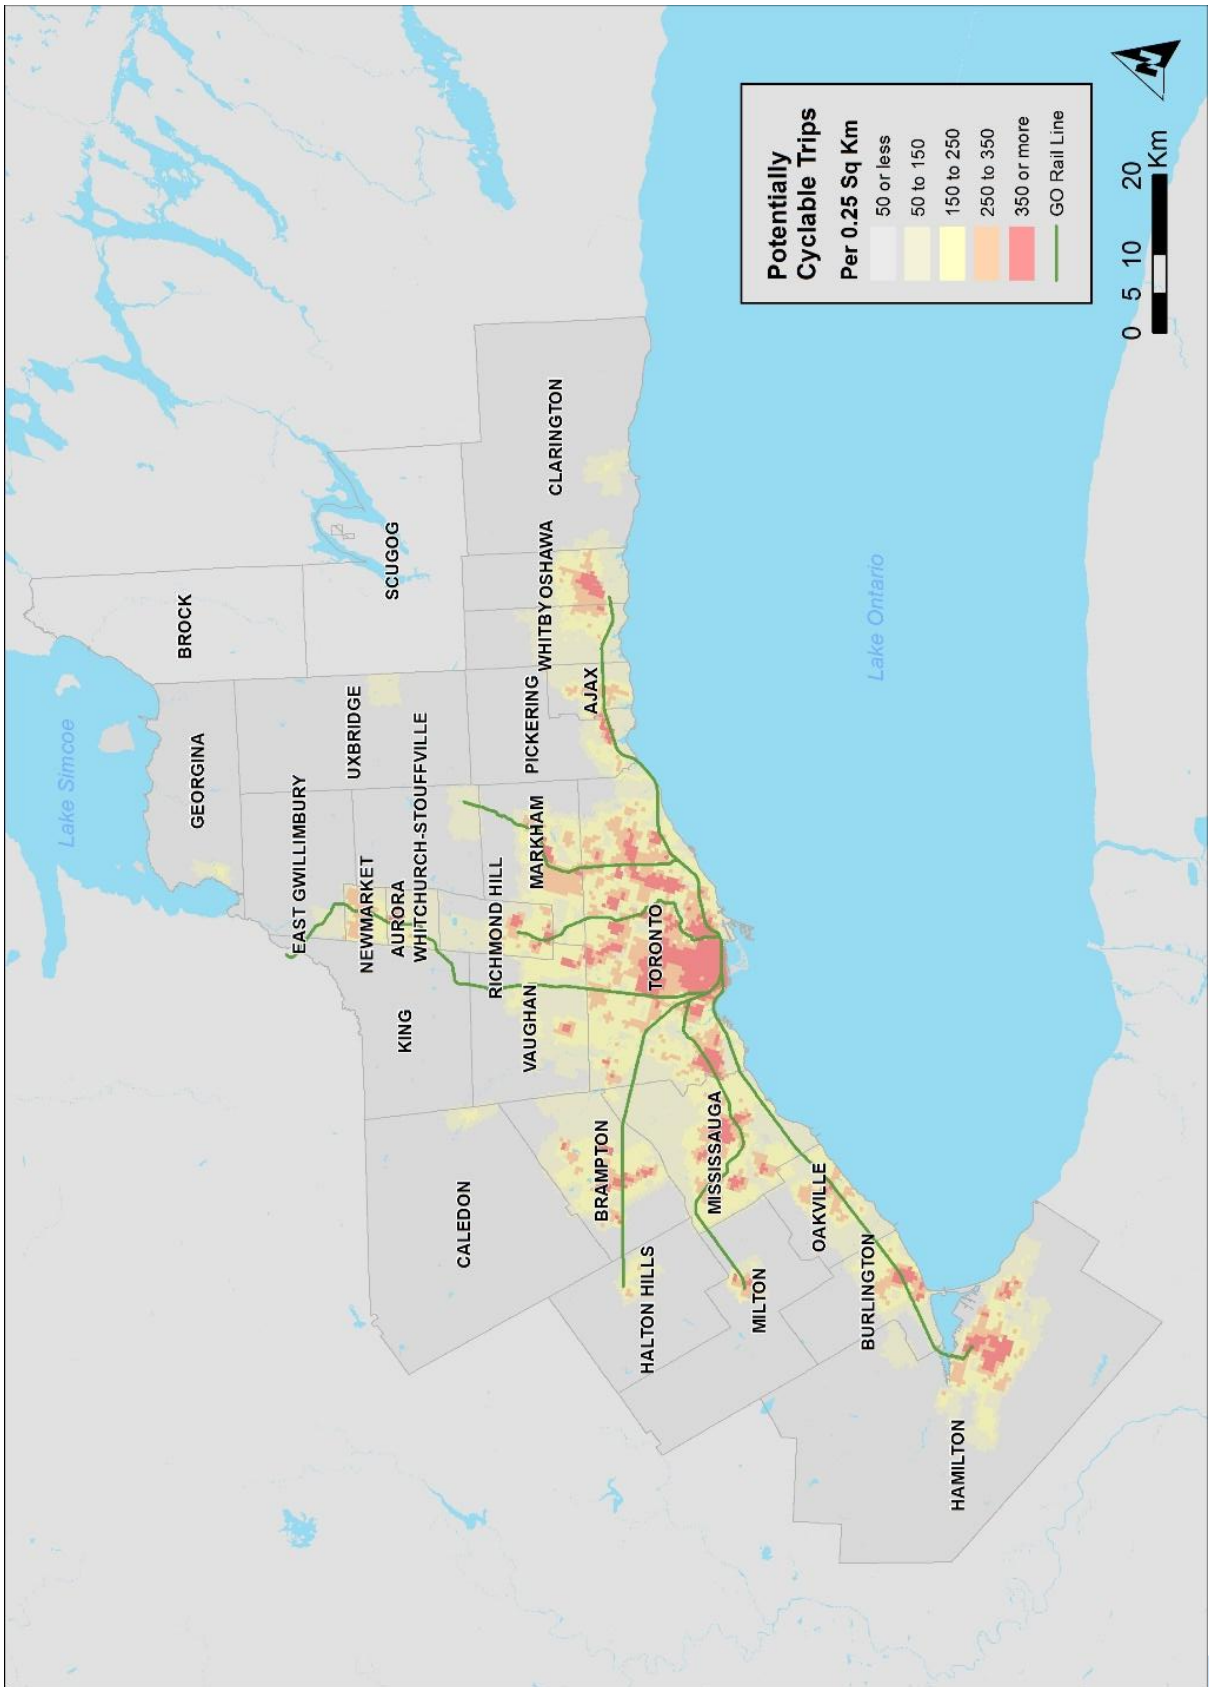 Lake Simcoe
BROCK
GEORGINA
SCUGOG
UXBRIDGE
EAST GWILLIMBURY
NEWMARKET
AURORA
WHITCHURCH-STOUFFVILLE
KING
CALEDON
CLARINGTON
OSHAWA
WHITBY
PICKERING
AJAX
MARKHAM
RICHMOND HILL
VAUGHAN
TORONTO
BRAMPTON
MISSISSAUGA
HALTON HILLS
MILTON
OAKVILLE
BURLINGTON
HAMILTON
Lake Ontario
Potentially
Cyclable Trips
Per 0.25 Sq Km
50 or less
50 to 150
150 to 250
250 to 350
350 or more
GO Rail Line
N
0 5 10 20
Km